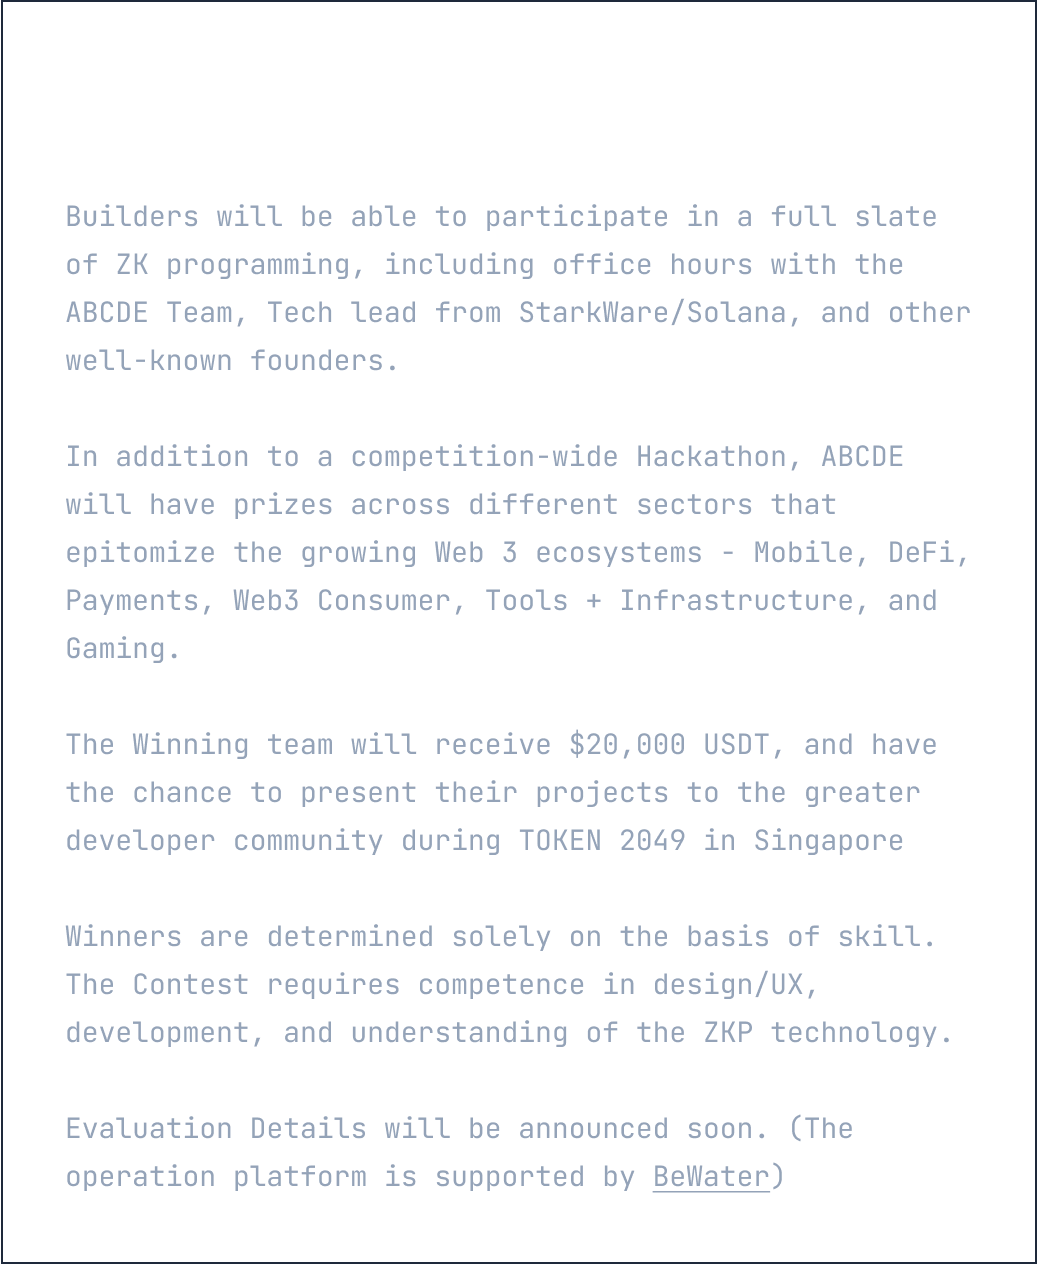 Builders will be able to participate in a full slate
of ZK programming, including office hours with the
ABCDE Team, Tech lead from StarkWare/Solana, and other
well-known founders.
In addition to a competition-wide Hackathon, ABCDE
will have prizes across different sectors that
epitomize the growing Web 3 ecosystems - Mobile, DeFi,
Payments, Web3 Consumer, Tools + Infrastructure, and
Gaming.
The Winning team will receive $20,000 USDT, and have
the chance to present their projects to the greater
developer community during TOKEN 2049 in Singapore
Winners are determined solely on the basis of skill.
The Contest requires competence in design/UX,
development, and understanding of the ZKP technology.
Evaluation Details will be announced soon. (The
operation platform is supported by BeWater)